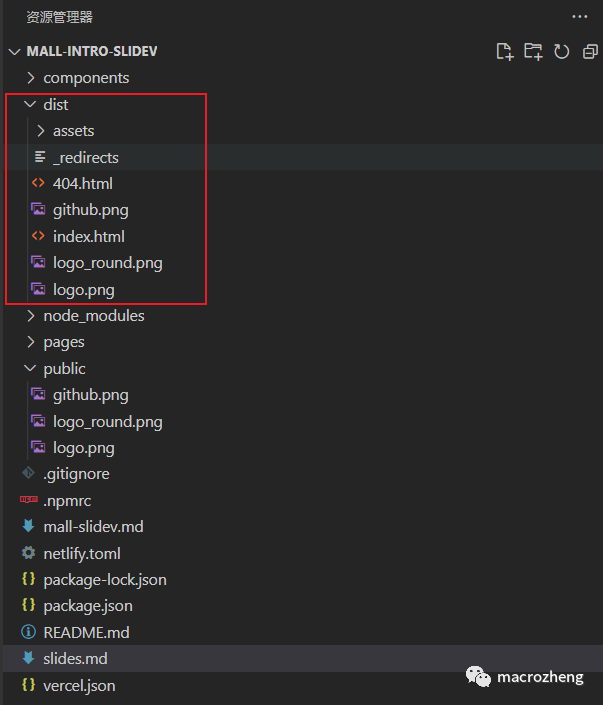 资源管理器
MALL-INTRO-SLIDEV
components
dist
assets
_redirects
404.html
github.png
index.html
logo_round.png
logo.png
node_modules
pages
public
github.png
logo_round.png
logo.png
.gitignore
.npmrc
mall-slidev.md
netlify.toml
package-lock.json
package.json
README.md
slides.md
vercel.json
macrozheng